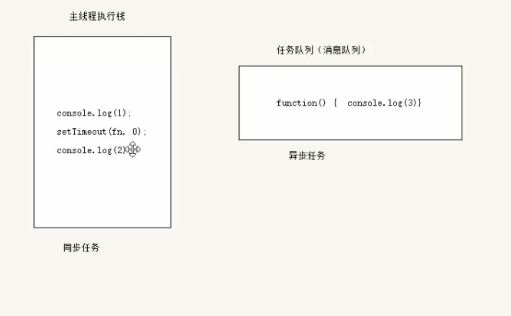 主线程执行栈
console.log(1);
setTimeout(fn, 0);
console.log(2)
同步任务
任务队列（消息队列）
function() { console.log(3)}
异步任务